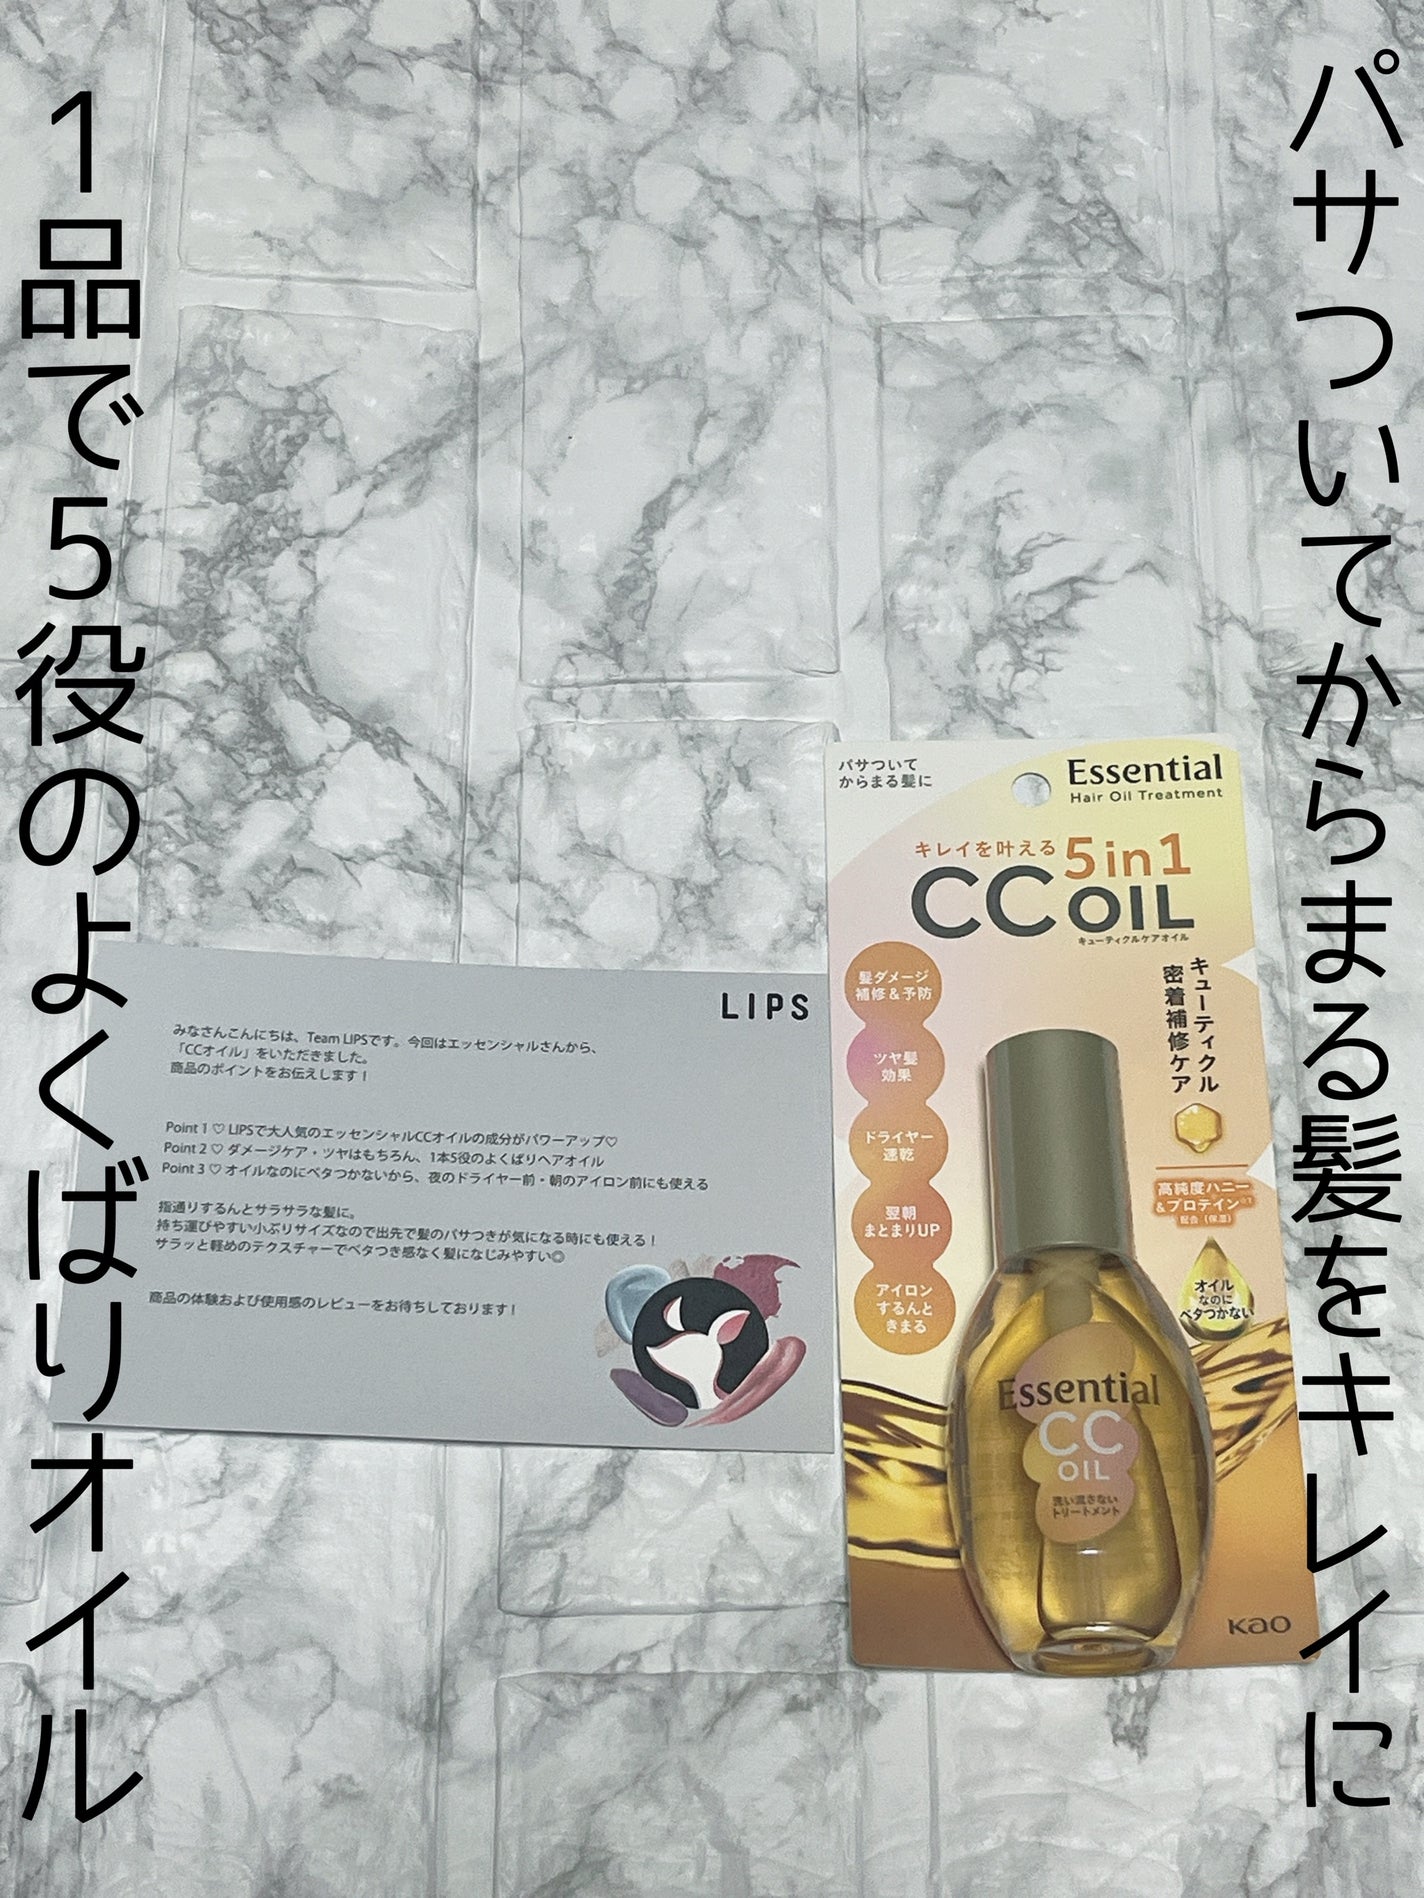 パサついてからまる髪をキレイに
1品で5役のよくばりオイル
LIPS
みなさんこんにちは、Team LIPSです。今回はエッセンシャルさんから、
「CCオイル」をいただきました。
商品のポイントをお伝えします！
Point 1 ♡ LIPSで大人気のエッセンシャルCCオイルの成分がパワーアップ♡
Point 2 ♡ ダメージケア・ツヤはもちろん、1本5役のよくばりヘアオイル
Point 3 ♡ オイルなのにベタつかないから、夜のドライヤー前・朝のアイロン前にも使える
指通りするんとサラサラな髪に。
持ち運びやすい小ぶりサイズなので出先で髪のパサつきが気になる時にも使える！
サラッと軽めのテクスチャーでベタつき感なく髪になじみやすい◎
商品の体験および使用感のレビューをお待ちしております！
パサついて
からまる髪に
Essential
Hair Oil Treatment
キレイを叶える 5in1
CC OIL
キューティクルケアオイル
髪ダメージ
補修＆予防
ツヤ髪
効果
ドライヤー
速乾
翌朝
まとまりUP
アイロン
するんと
きまる
キューティクル
密着補修ケア
高純度ハニー
＆プロテイン
配合（保湿）
オイル
なのに
ベタつかない
Essential
CC
OIL
洗い流さない
トリートメント
Kao